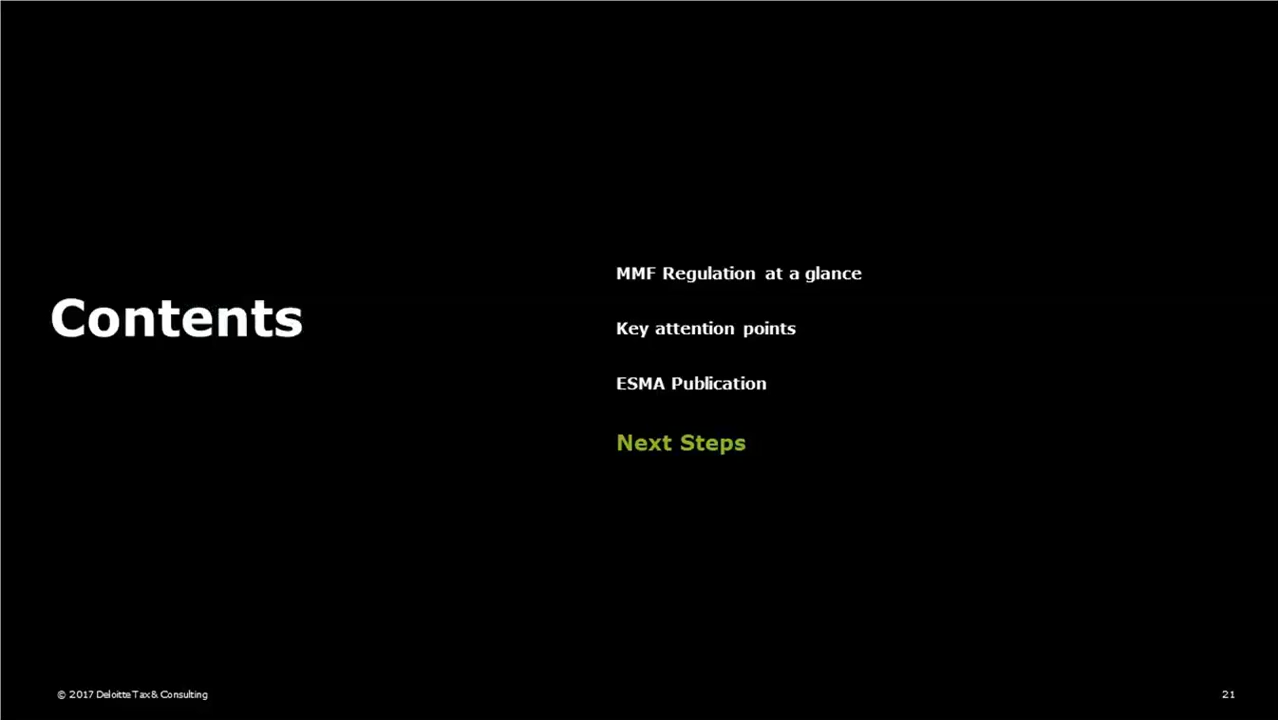 Contents
MMF Regulation at a glance
Key attention points
ESMA Publication
Next Steps
© 2017 Deloitte Tax & Consulting
21